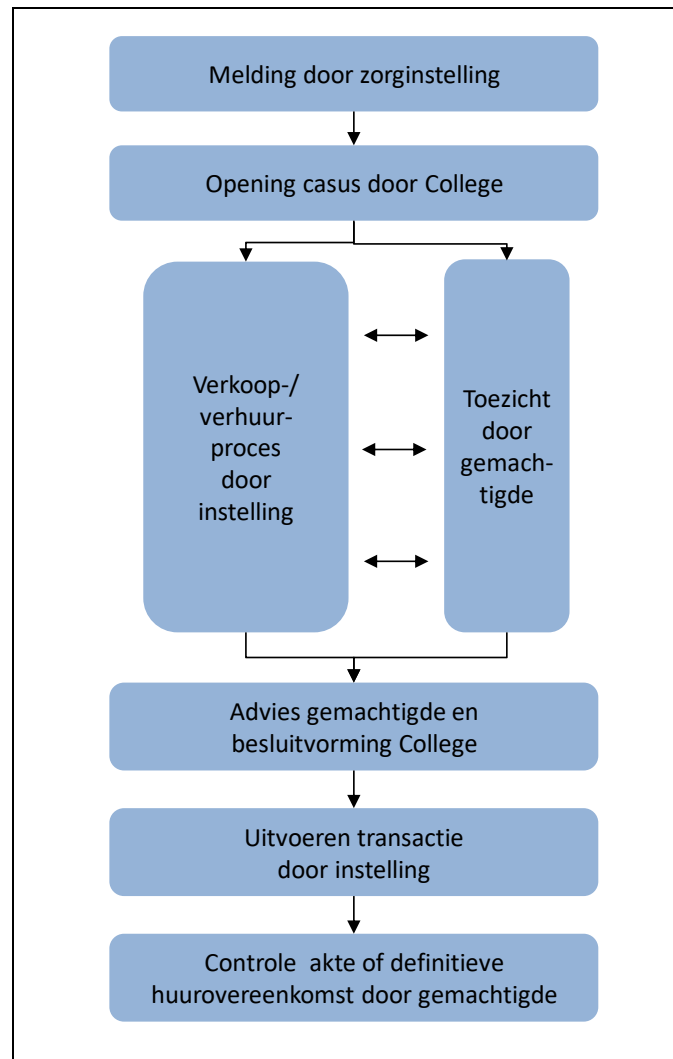 Melding door zorginstelling
Opening casus door College
Verkoop-/
verhuur-
proces
door
instelling
Toezicht
door
gemach-
tigde
Advies gemachtigde en
besluitvorming College
Uitvoeren transactie
door instelling
Controle akte of definitieve
huurovereenkomst door gemachtigde